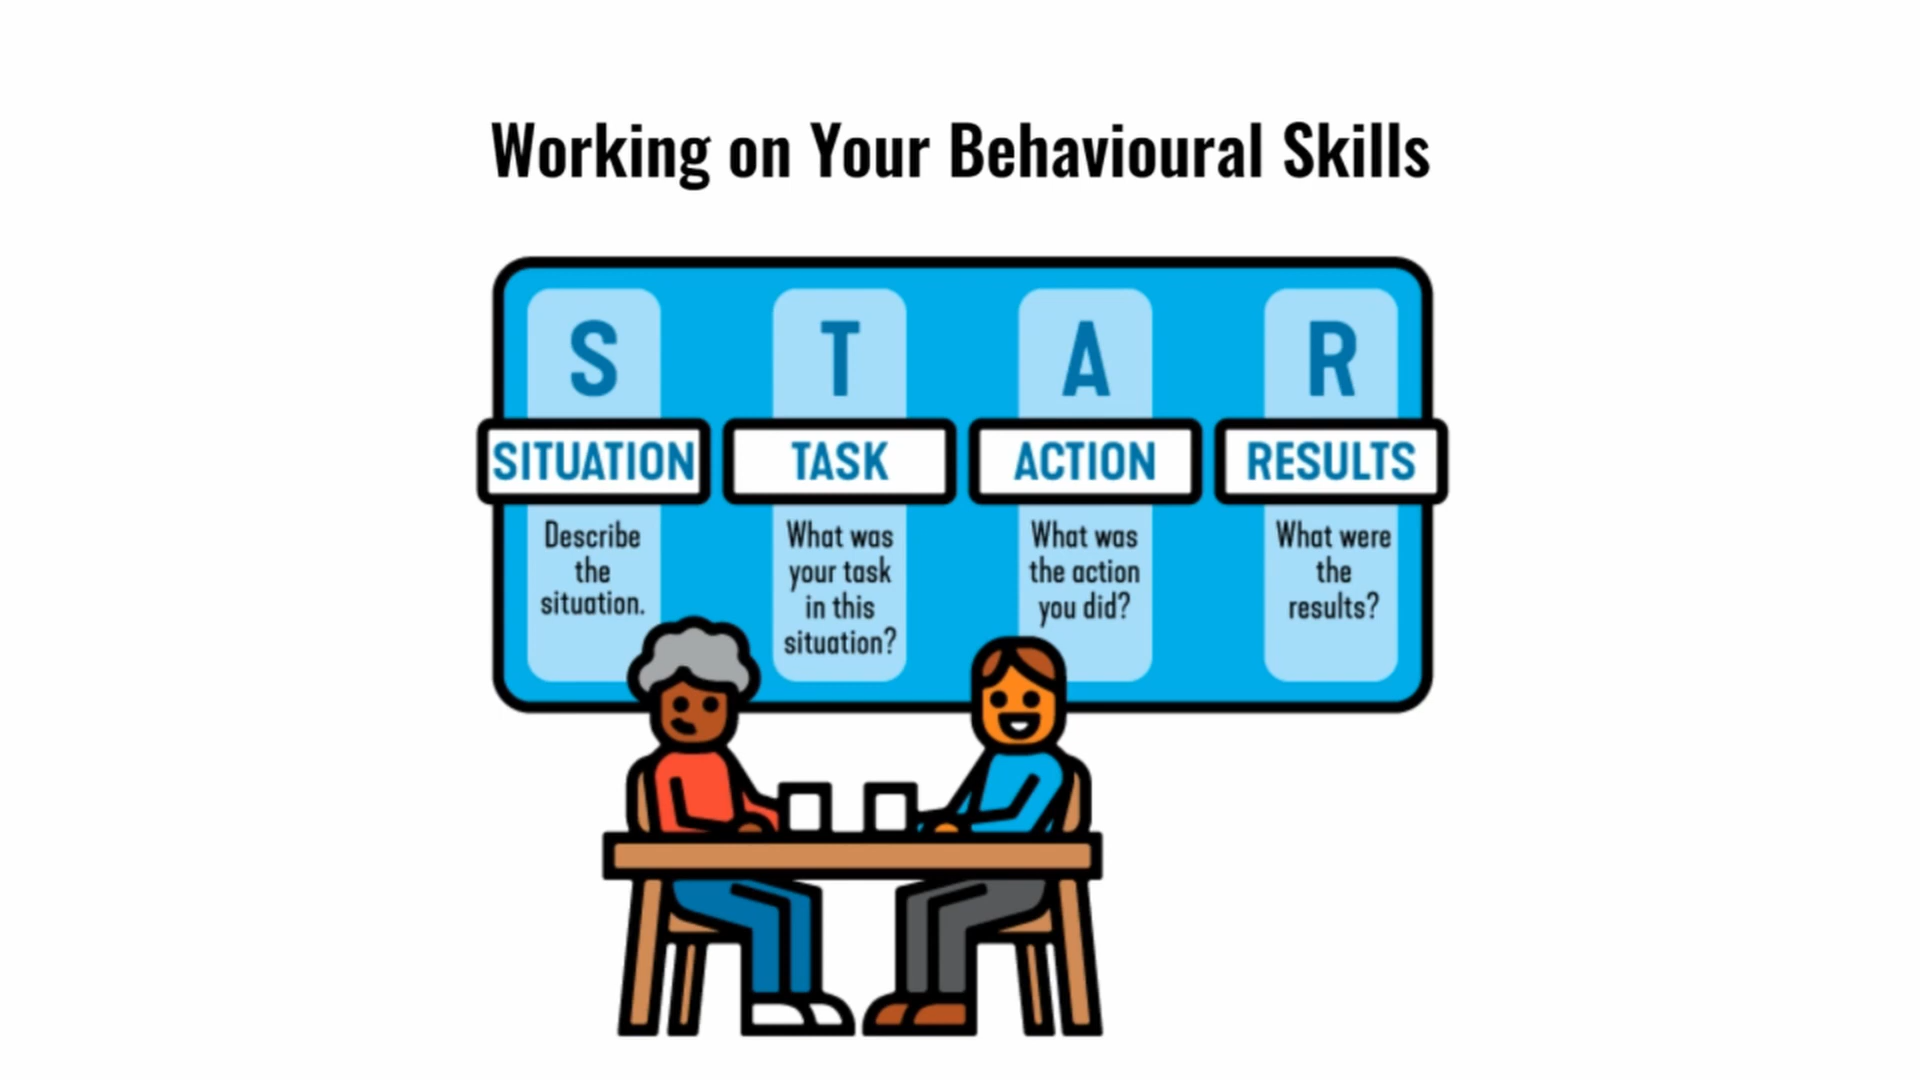 Working on Your Behavioural Skills
S
T
A
R
SITUATION
TASK
ACTION
RESULTS
Describe
the
situation.
What was
your task
in this
situation?
What was
the action
you did?
What were
the
results?